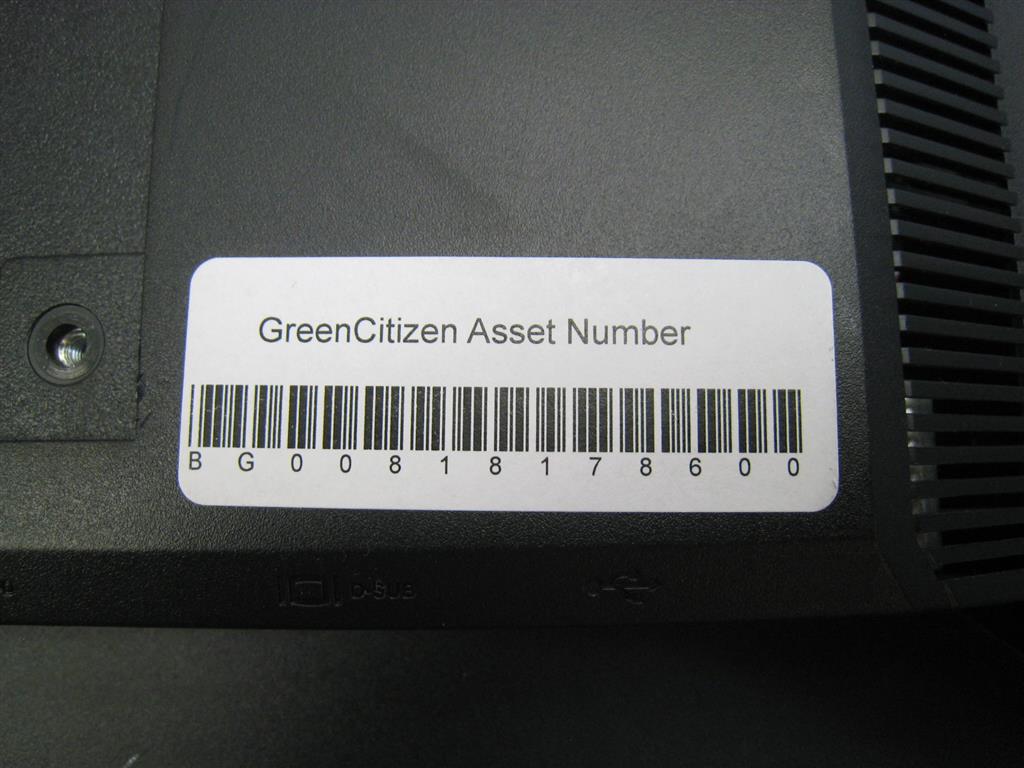 GreenCitizen Asset Number
B G 0 0 8 1 8 1 7 8 6 0 0
D-SUB